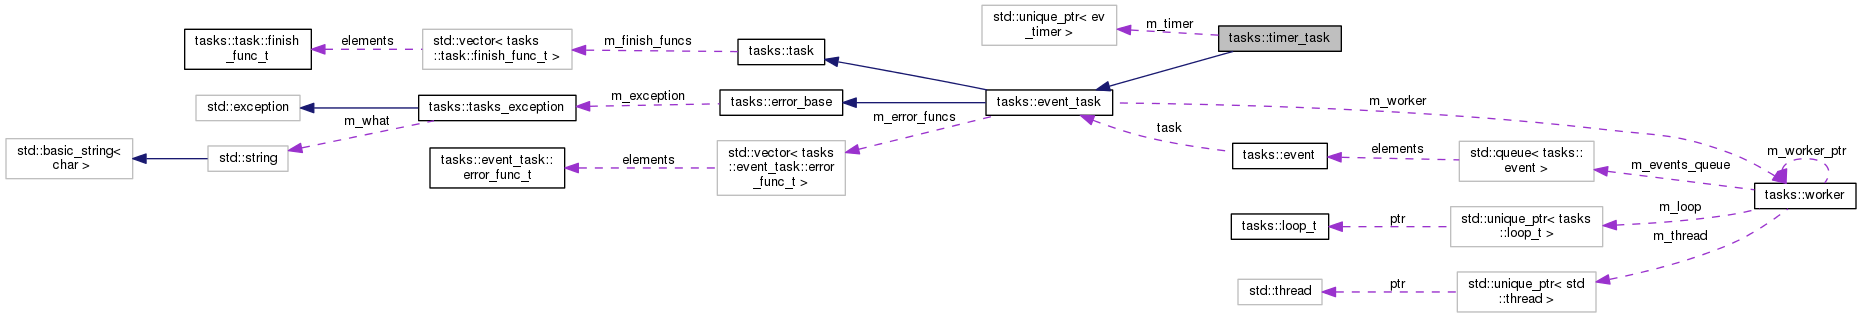 std::unique_ptr< ev
_timer >
m_timer
tasks::timer_task
tasks::task::finish
_func_t
elements
std::vector< tasks
::task::finish_func_t >
m_finish_funcs
tasks::task
std::exception
tasks::tasks_exception
m_exception
tasks::error_base
tasks::event_task
m_worker
m_what
m_error_funcs
task
std::basic_string<
char >
std::string
tasks::event_task::
error_func_t
elements
std::vector< tasks
::event_task::error
_func_t >
tasks::event
elements
std::queue< tasks::
event >
m_events_queue
m_worker_ptr
tasks::worker
tasks::loop_t
ptr
std::unique_ptr< tasks
::loop_t >
m_loop
m_thread
std::thread
ptr
std::unique_ptr< std
::thread >